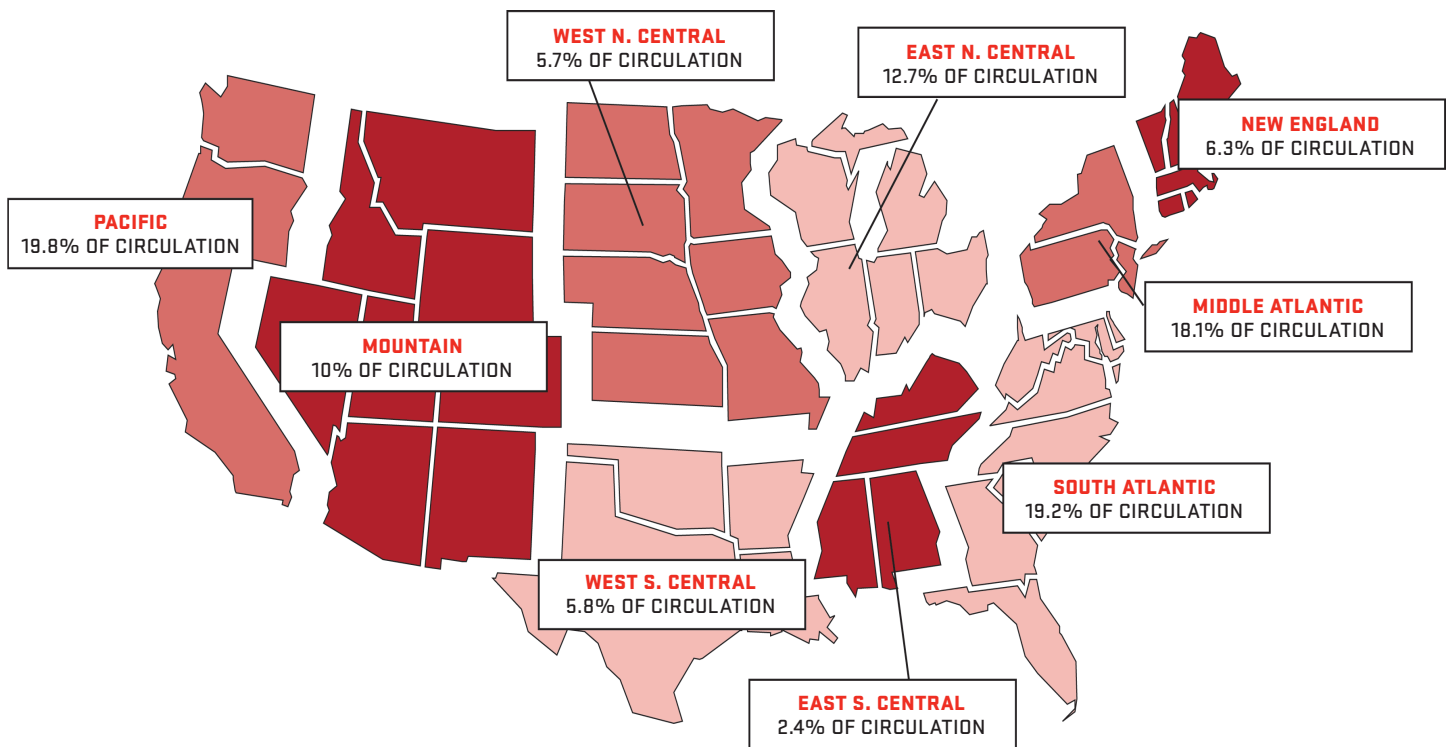 WEST N. CENTRAL
5.7% OF CIRCULATION
EAST N. CENTRAL
12.7% OF CIRCULATION
NEW ENGLAND
6.3% OF CIRCULATION
PACIFIC
19.8% OF CIRCULATION
MIDDLE ATLANTIC
18.1% OF CIRCULATION
MOUNTAIN
10% OF CIRCULATION
SOUTH ATLANTIC
19.2% OF CIRCULATION
WEST S. CENTRAL
5.8% OF CIRCULATION
EAST S. CENTRAL
2.4% OF CIRCULATION